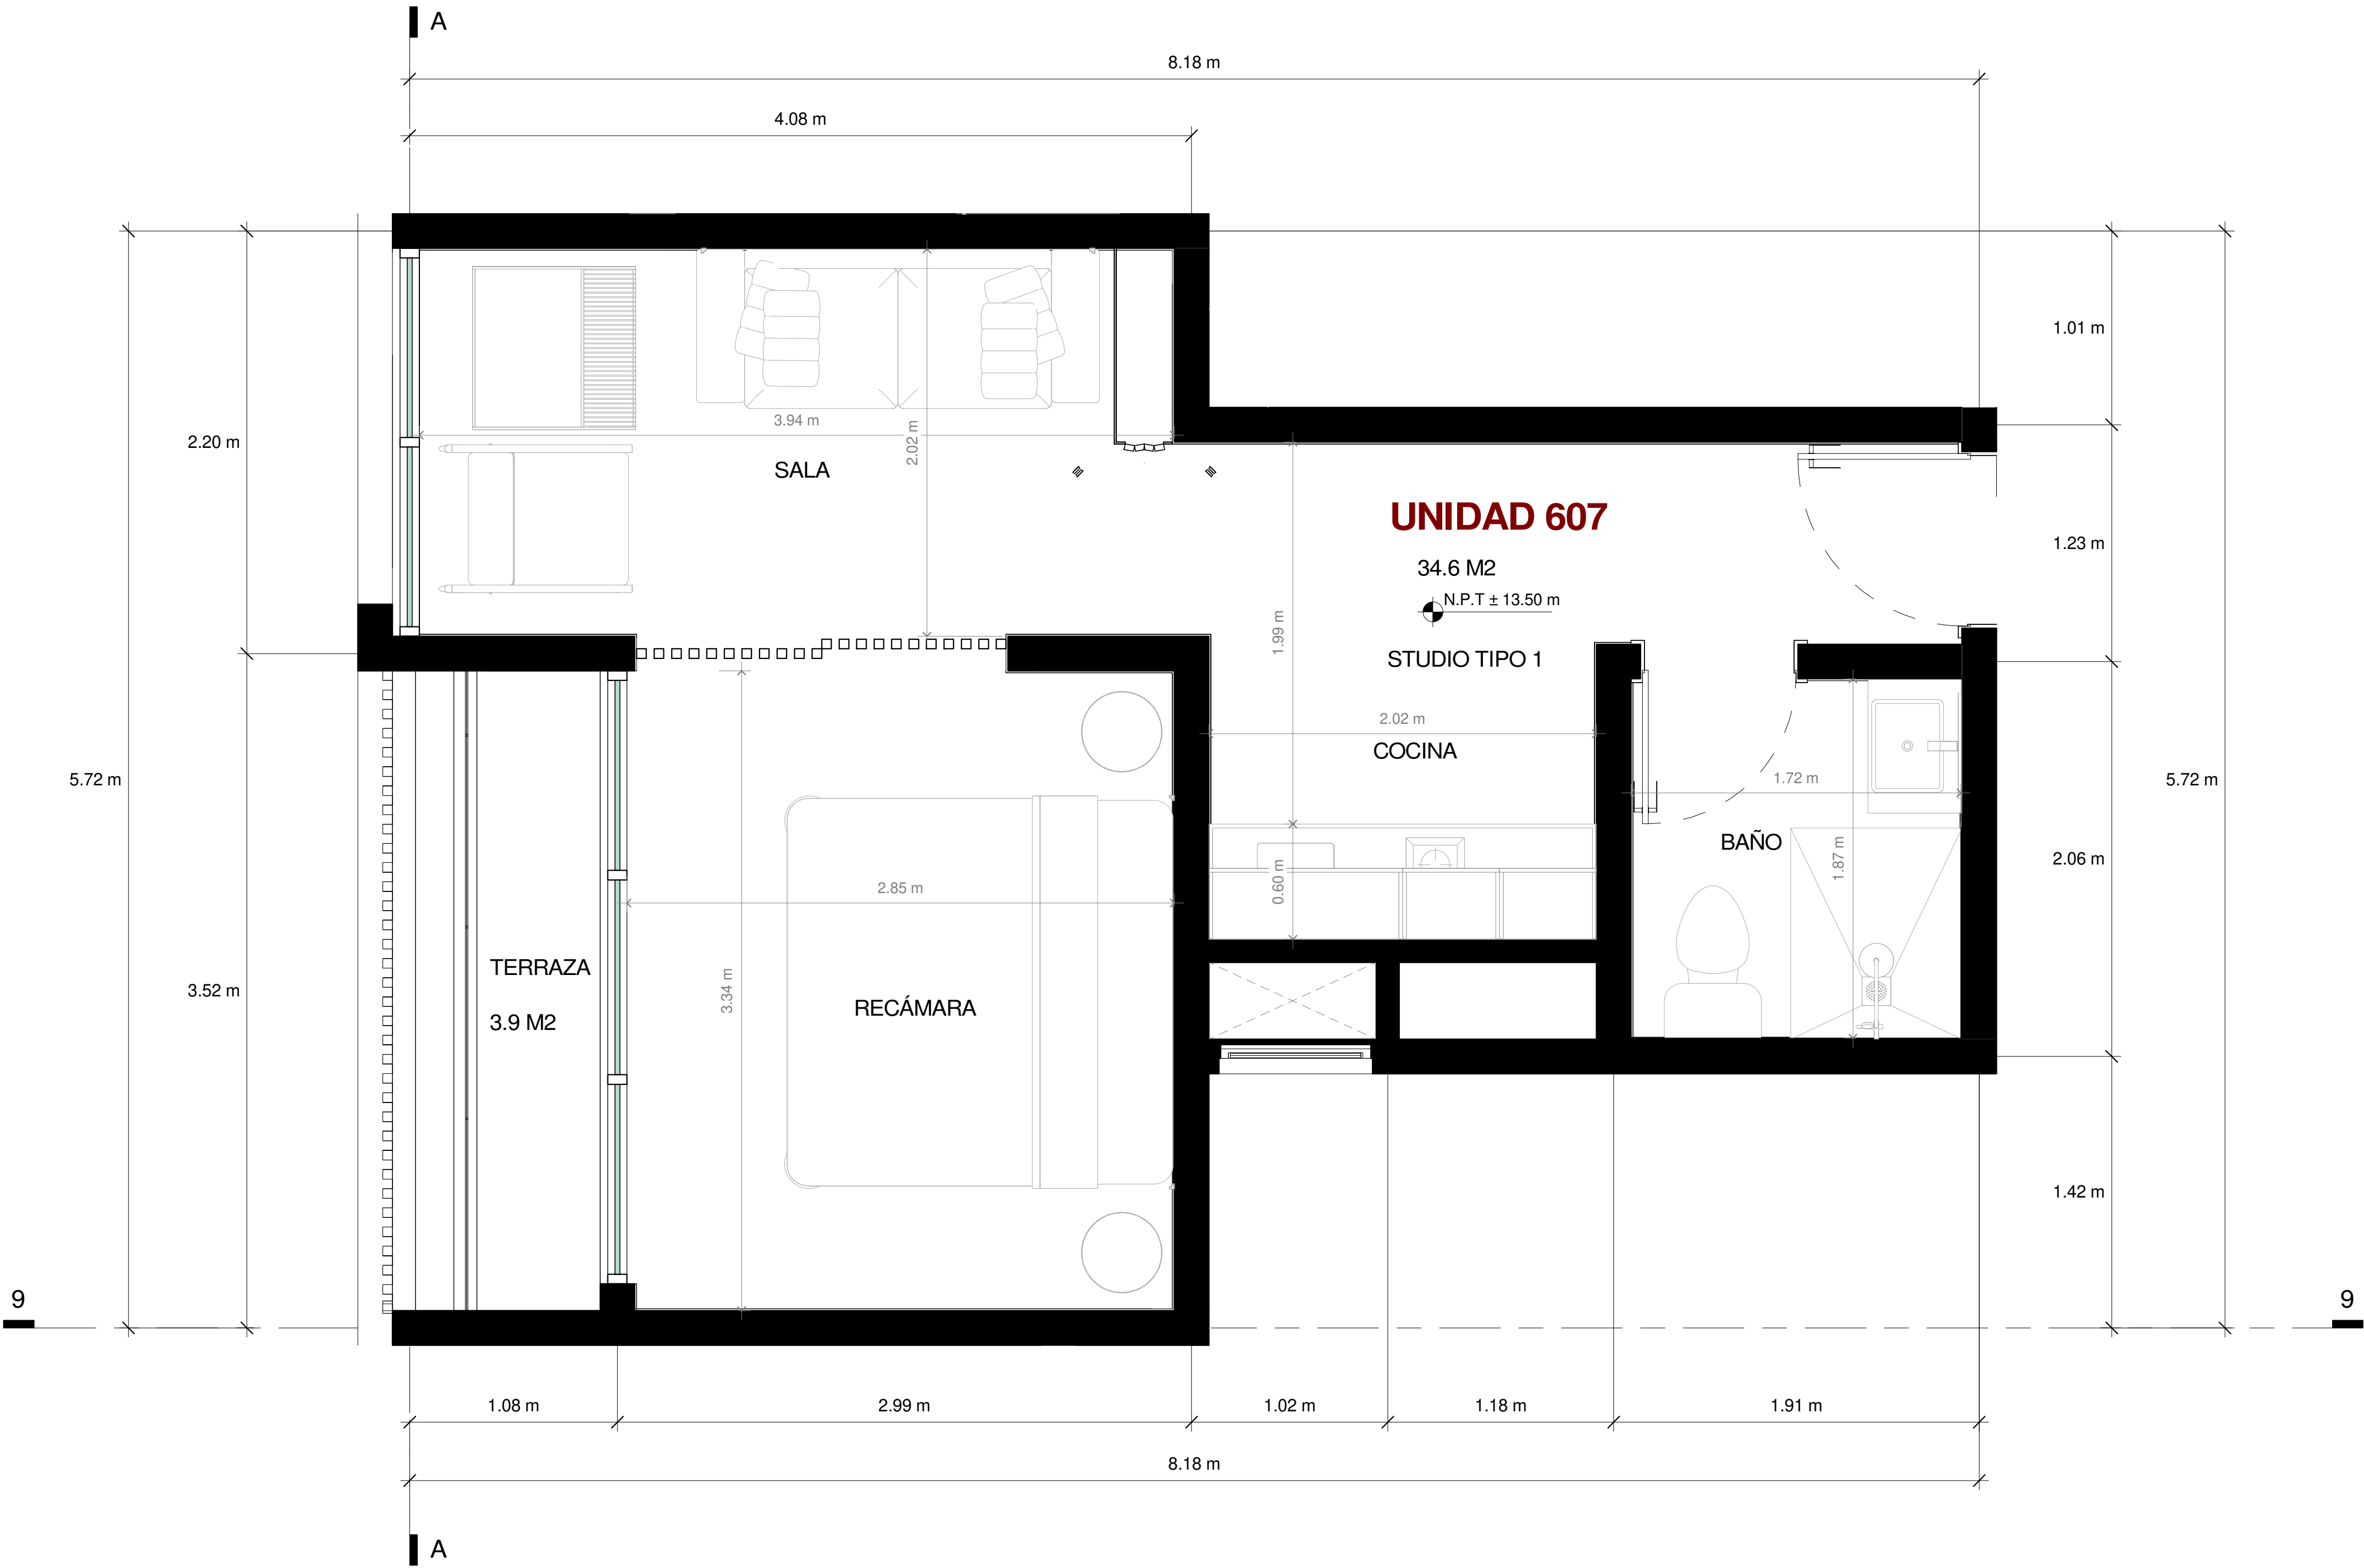 A
8.18 m
4.08 m
1.01 m
3.94 m
2.02 m
2.20 m
SALA
UNIDAD 607
1.23 m
34.6 M2
N.P.T ± 13.50 m
1.99 m
STUDIO TIPO 1
2.02 m
COCINA
5.72 m
1.72 m
5.72 m
BAÑO
1.87 m
2.06 m
2.85 m
0.60 m
TERRAZA
3.52 m
3.34 m
RECÁMARA
3.9 M2
1.42 m
9
9
1.08 m
2.99 m
1.02 m
1.18 m
1.91 m
8.18 m
A